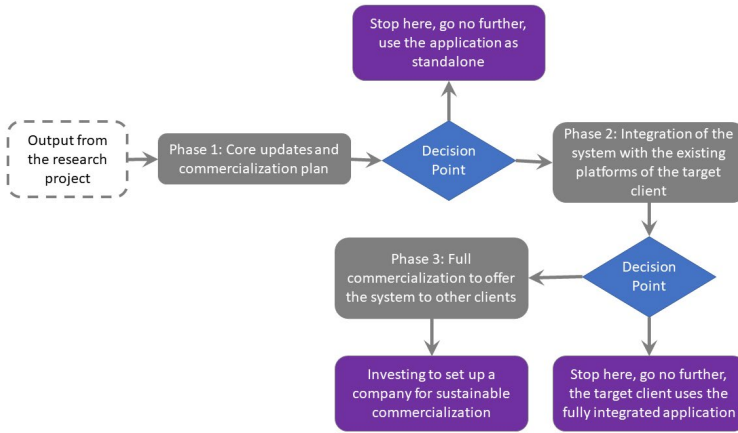 Stop here, go no further,
use the application as
standalone
Output from
the research
project
Phase 1: Core updates and
commercialization plan
Decision
Point
Phase 2: Integration of the
system with the existing
platforms of the target
client
Phase 3: Full
commercialization to offer
the system to other clients
Decision
Point
Investing to set up a
company for sustainable
commercialization
Stop here, go no further,
the target client uses the
fully integrated application